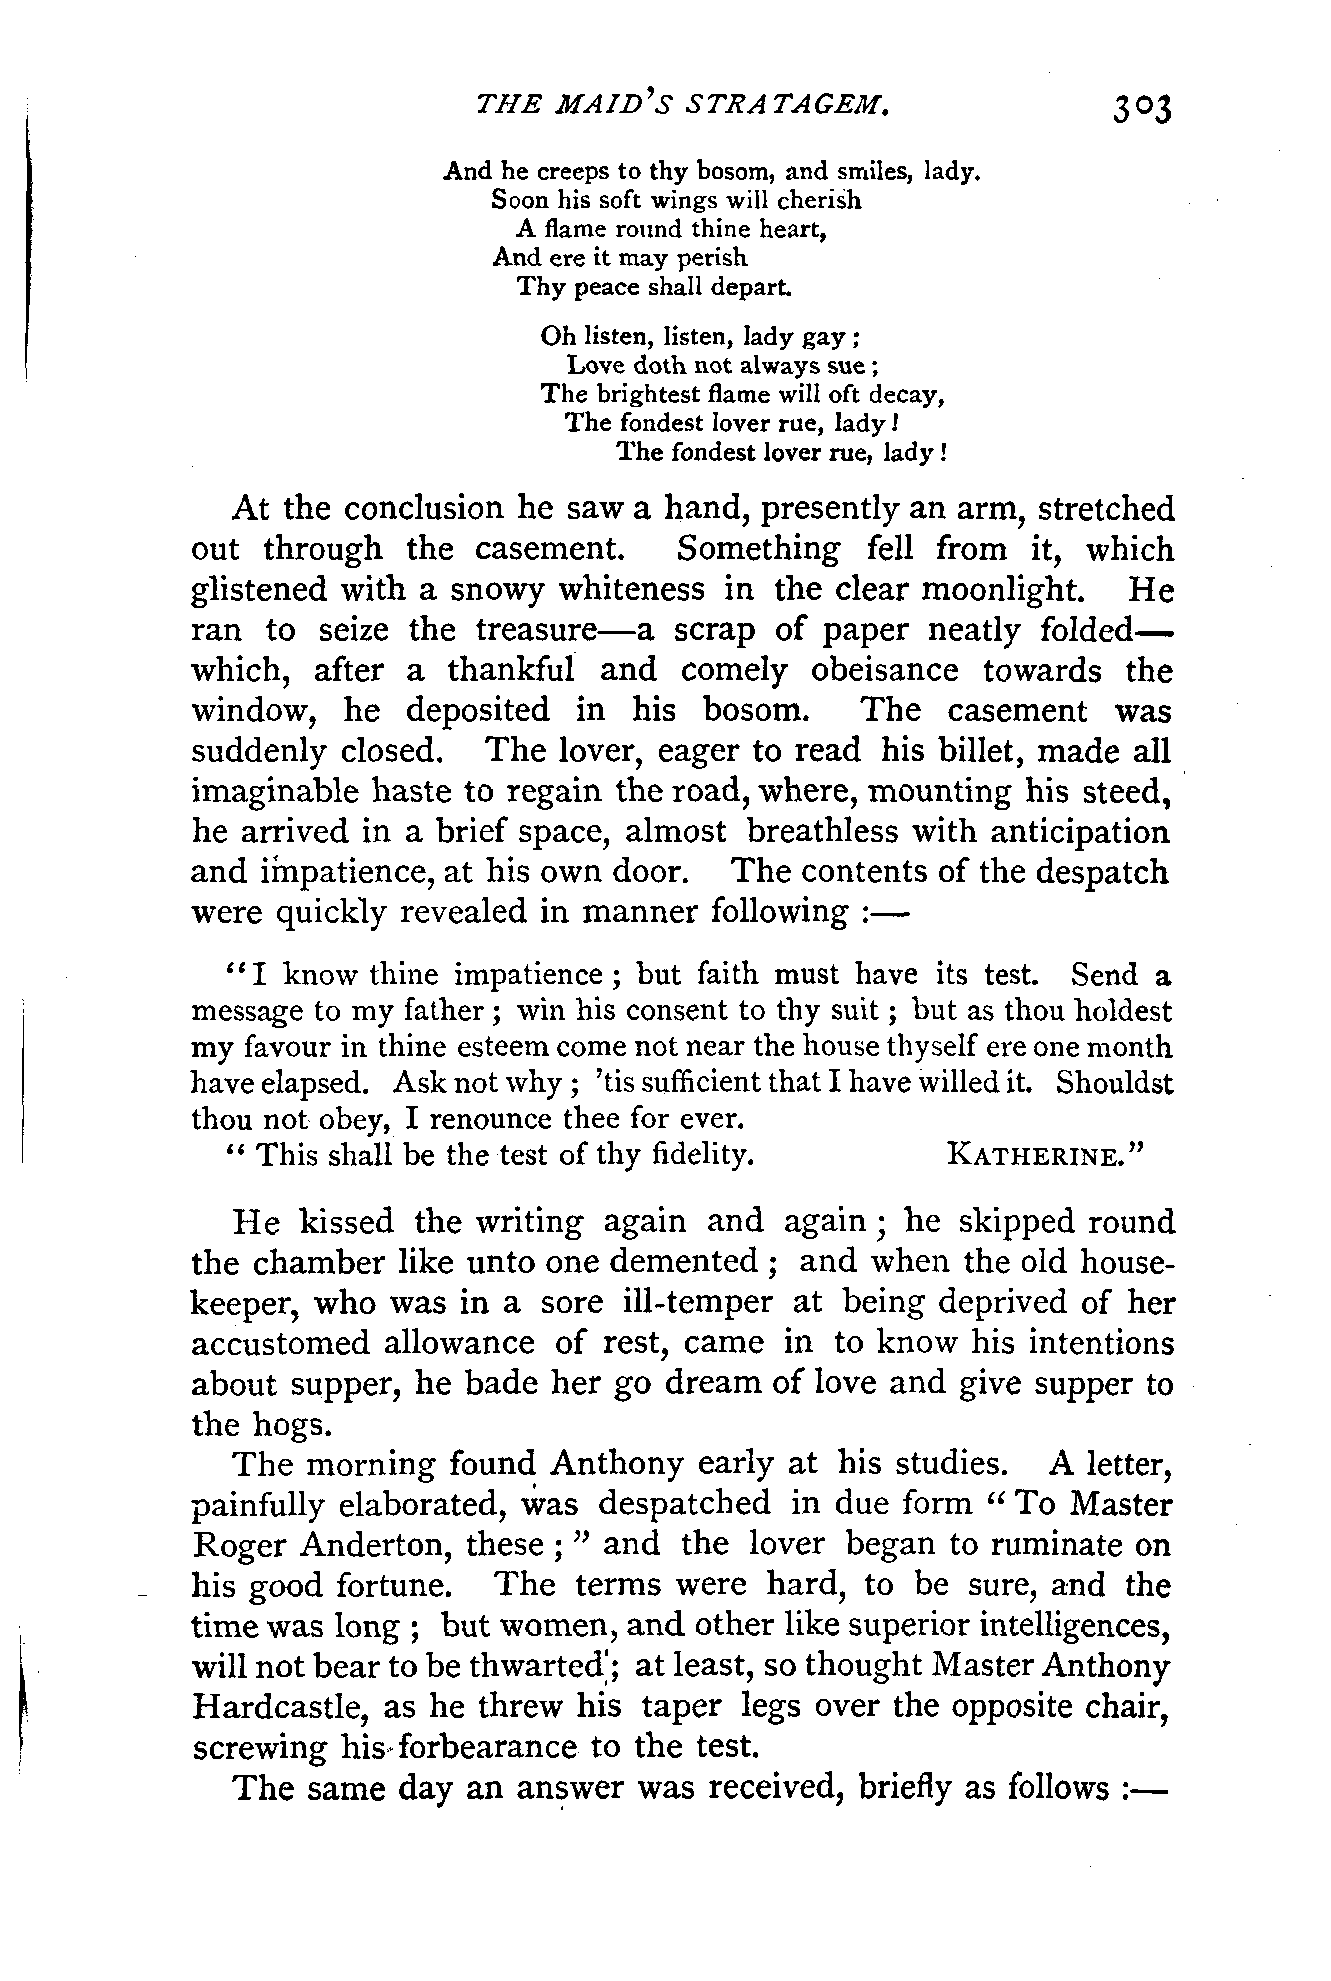 THE MAID'S STRATAGEM. 303
And he creeps to thy bosom, and smiles, lady.
Soon his soft wings will cherish
A flame round thine heart,
And ere it may perish
Thy peace shall depart.
Oh listen, listen, lady gay ;
Love doth not always sue ;
The brightest flame will oft decay,
The fondest lover rue, lady !
The fondest lover rue, lady !
At the conclusion he saw a hand, presently an arm, stretched
out through the casement. Something fell from it, which
glistened with a snowy whiteness in the clear moonlight. He
ran to seize the treasure—a scrap of paper neatly folded—
which, after a thankful and comely obeisance towards the
window, he deposited in his bosom. The casement was
suddenly closed. The lover, eager to read his billet, made all
imaginable haste to regain the road, where, mounting his steed,
he arrived in a brief space, almost breathless with anticipation
and impatience, at his own door. The contents of the despatch
were quickly revealed in manner following :—
“I know thine impatience ; but faith must have its test. Send a
message to my father ; win his consent to thy suit ; but as thou holdest
my favour in thine esteem come not near the house thyself ere one month
have elapsed. Ask not why ; ’tis sufficient that I have willed it. Shouldst
thou not obey, I renounce thee for ever.
“ This shall be the test of thy fidelity. KATHERINE.”
He kissed the writing again and again ; he skipped round
the chamber like unto one demented ; and when the old house-
keeper, who was in a sore ill-temper at being deprived of her
accustomed allowance of rest, came in to know his intentions
about supper, he bade her go dream of love and give supper to
the hogs.
The morning found Anthony early at his studies. A letter,
painfully elaborated, was despatched in due form “ To Master
Roger Anderton, these ; ” and the lover began to ruminate on
his good fortune. The terms were hard, to be sure, and the
time was long ; but women, and other like superior intelligences,
will not bear to be thwarted ; at least, so thought Master Anthony
Hardcastle, as he threw his taper legs over the opposite chair,
screwing his forbearance to the test.
The same day an answer was received, briefly as follows :—